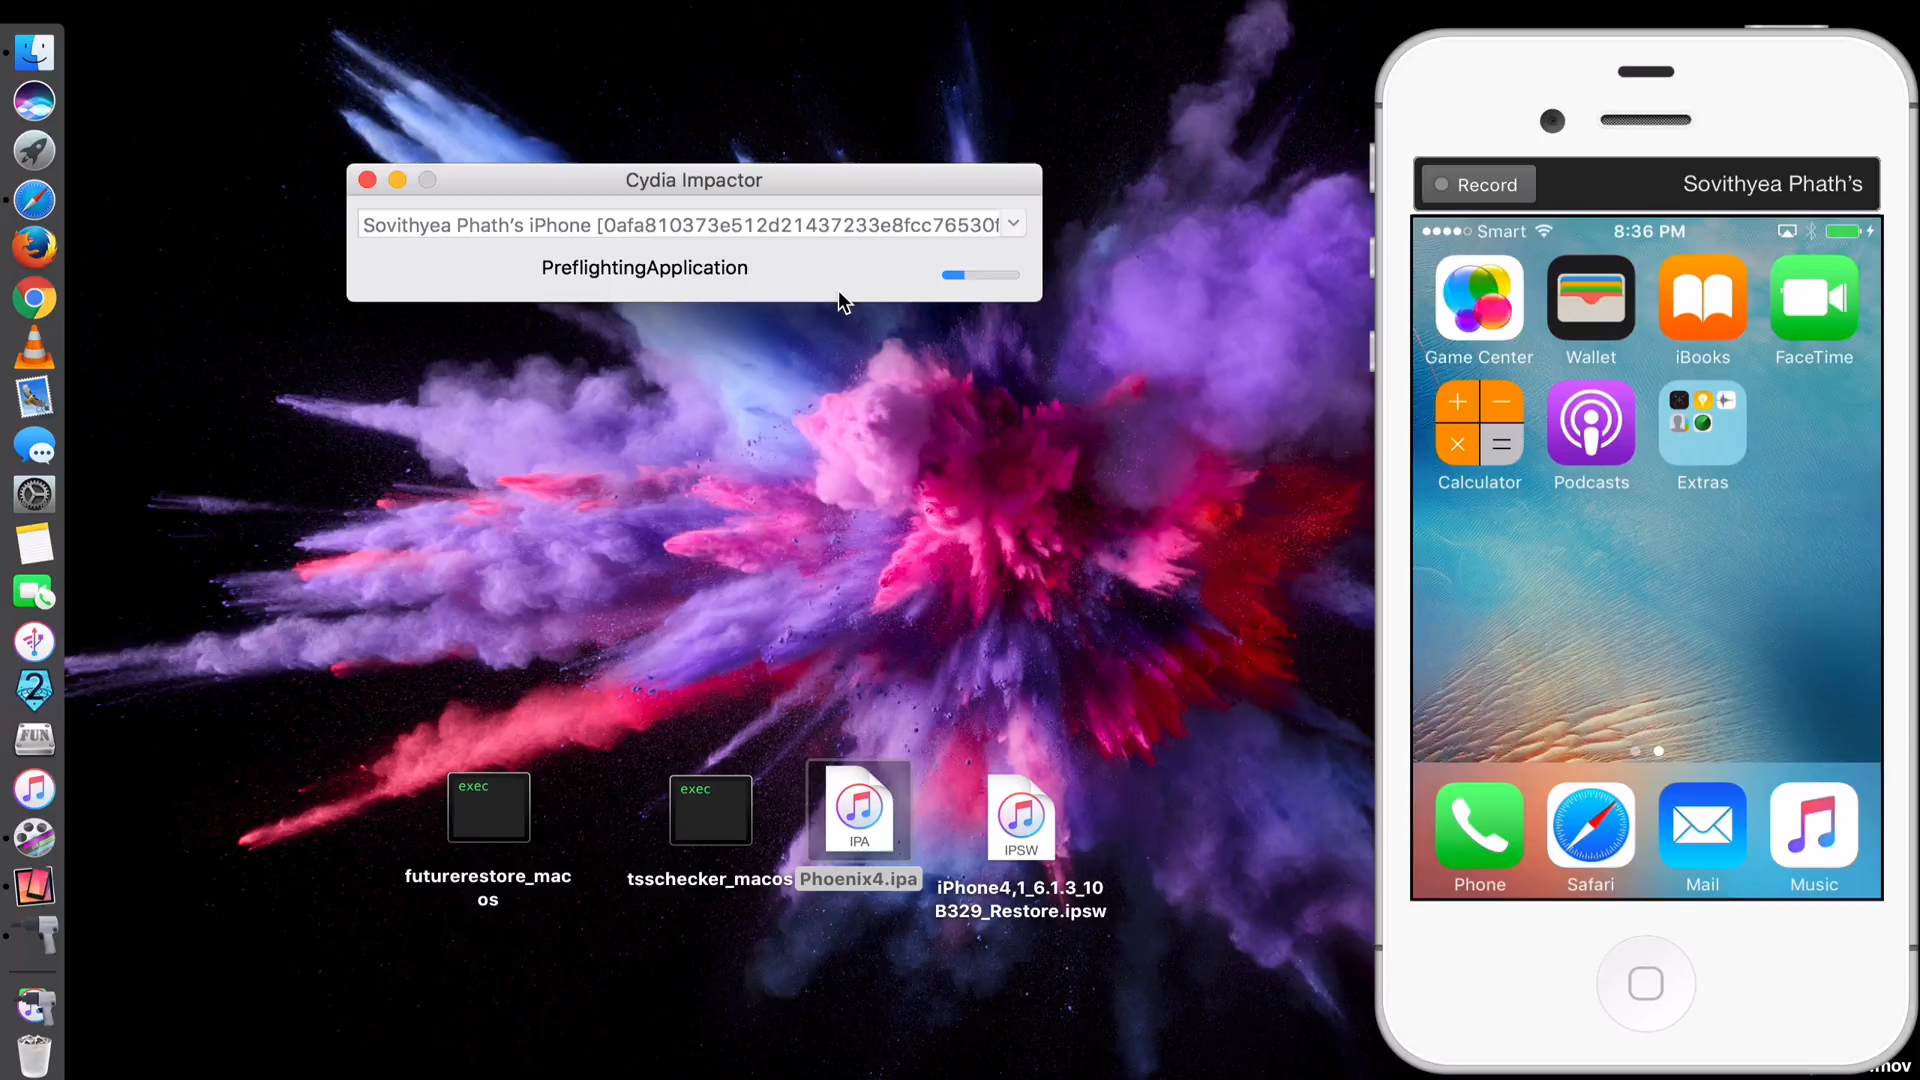 Cydia Impactor
Sovithyea Phath's iPhone [0afa810373e512d21437233e8fcc76530f
PreflightingApplication
exec
futurerestore_mac
os
exec
tsschecker_macos
IPA
Phoenix4.ipa
IPSW
iPhone4,1_6.1.3_10
B329_Restore.ipsw
FUN
2
Record
Sovithyea Phath's
Smart
8:36 PM
Game Center
Wallet
iBooks
FaceTime
Calculator
Podcasts
Extras
Phone
Safari
Mail
Music
.mov